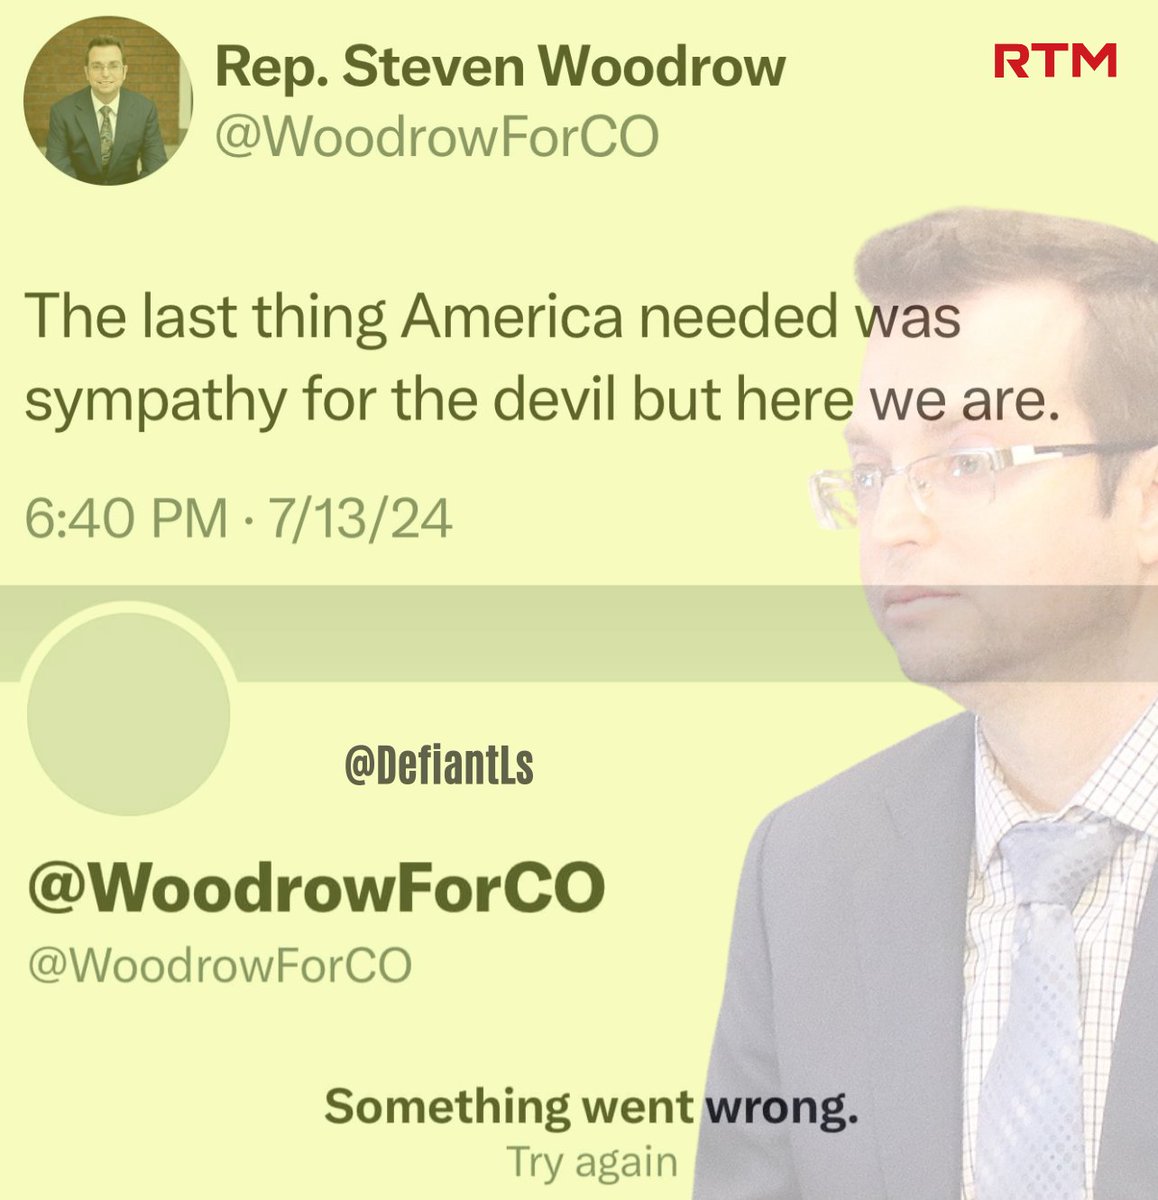 Rep. Steven Woodrow
@WoodrowForCO
RTM
The last thing America needed was
sympathy for the devil but here we are.
6:40 PM · 7/13/24
@DefiantLs
@WoodrowForCO
@WoodrowForCO
Something went wrong.
Try again